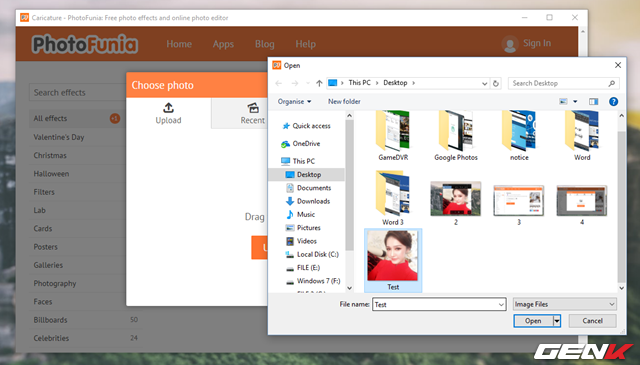 Caricature - PhotoFunia: Free photo effects and online photo editor
PhotoFunia
Home Apps Blog Help
Sign In
Search effects
All effects
Valentine's Day
Christmas
Halloween
Filters
Lab
Cards
Posters
Galleries
Photography
Faces
Billboards 50
Celebrities 24
Choose photo
Upload
Recent
Drag
Open
This PC > Desktop >
Search Desktop
Organise
New folder
Quick access
OneDrive
This PC
Desktop
Documents
Downloads
Music
Pictures
Videos
Local Disk (C:)
FILE (E:)
Windows 7 (F:)
GameDVR
Google Photos
notice
Word
Word 3
2
3
4
Test
File name: Test
Image Files
Open
Cancel
GENK